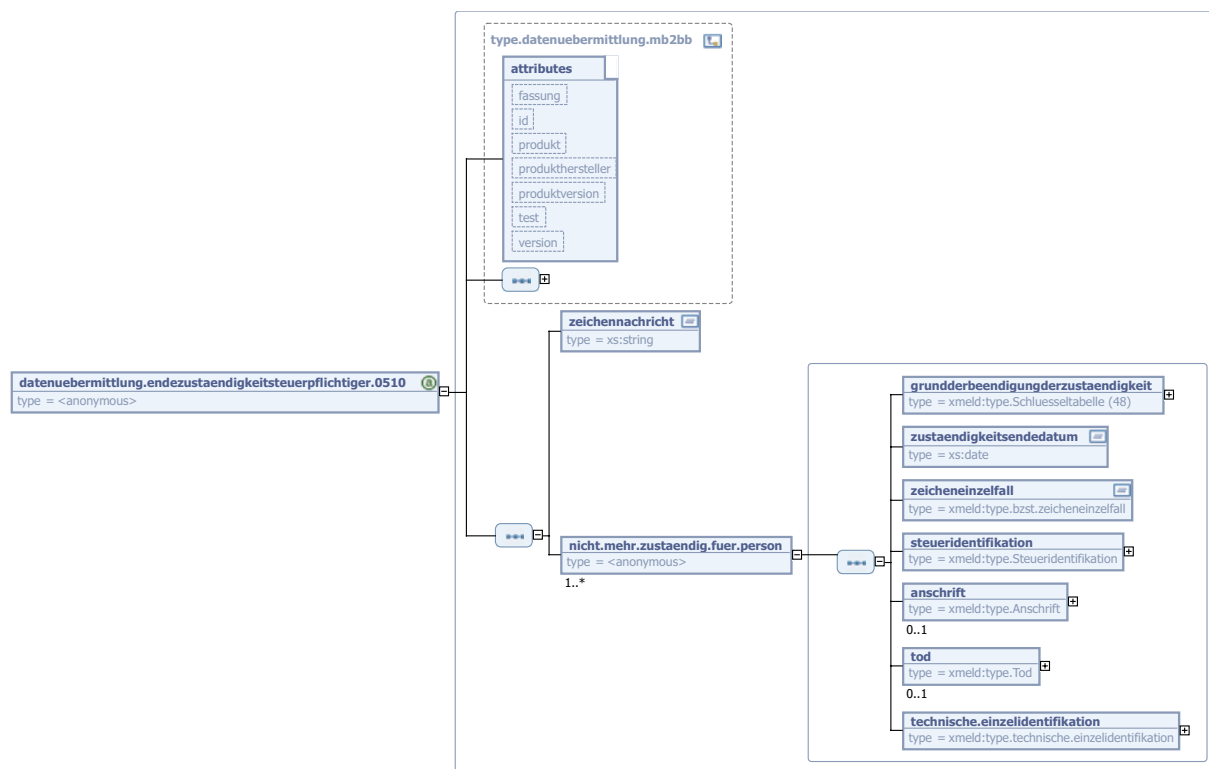 type.datenuebermittlung.mb2bb
attributes
fassung
id
produkt
produkthersteller
produktversion
test
version
zeichennachricht
type = xs:string
datenuebermittlung.endezustaendigkeitsteuerpflichtiger.0510
a
type = <anonymous>
nicht.mehr.zustaendig.fuer.person
type = <anonymous>
1..*
grundderbeendigungderzustaendigkeit
type = xmeld:type.Schluesseltabelle (48)
zustaendigkeitsendedatum
type = xs:date
zeicheneinzelfall
type = xmeld:type.bzst.zeicheneinzelfall
steueridentifikation
type = xmeld:type.Steueridentifikation
anschrift
type = xmeld:type.Anschrift
0..1
tod
type = xmeld:type.Tod
0..1
technische.einzelidentifikation
type = xmeld:type.technische.einzelidentifikation